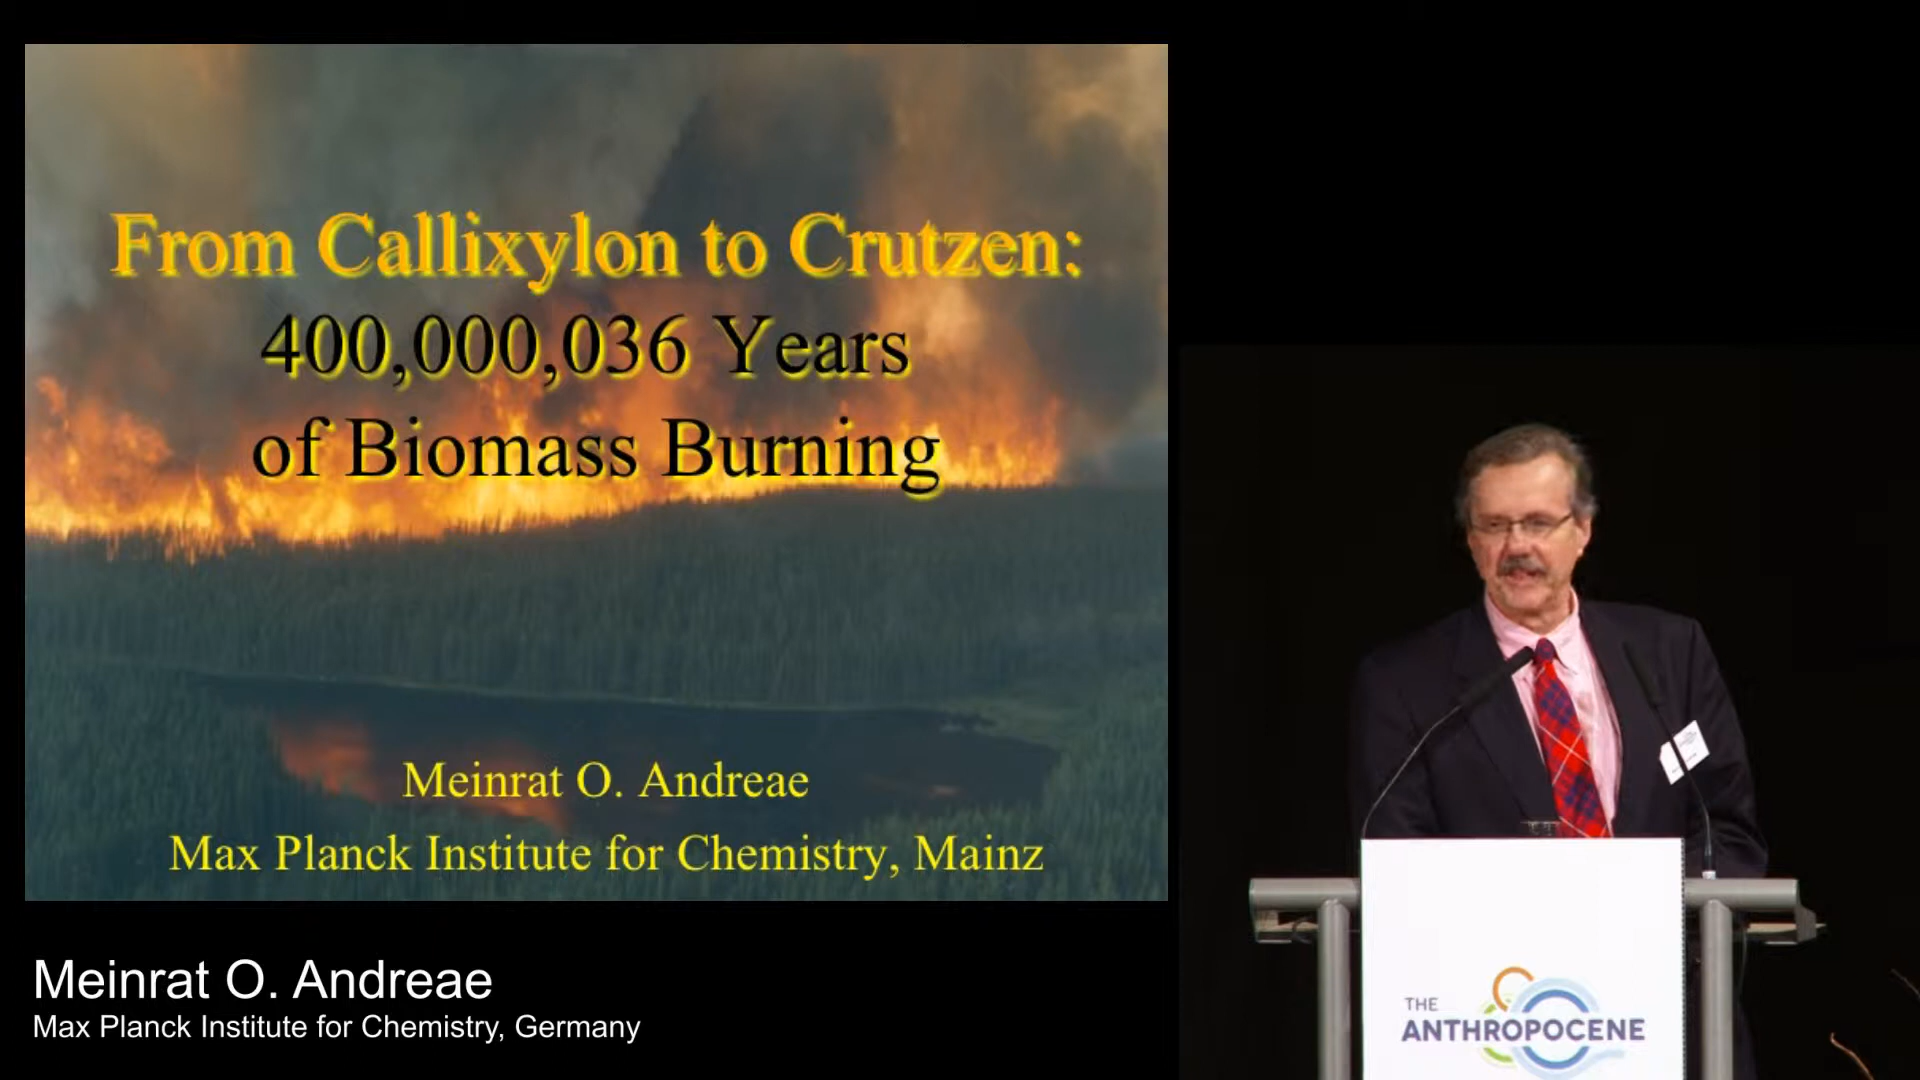 From Callixylon to Crutzen:
400,000,036 Years
of Biomass Burning
Meinrat O. Andreae
Max Planck Institute for Chemistry, Mainz
Meinrat O. Andreae
Max Planck Institute for Chemistry, Germany
THE
ANTHROPOCENE